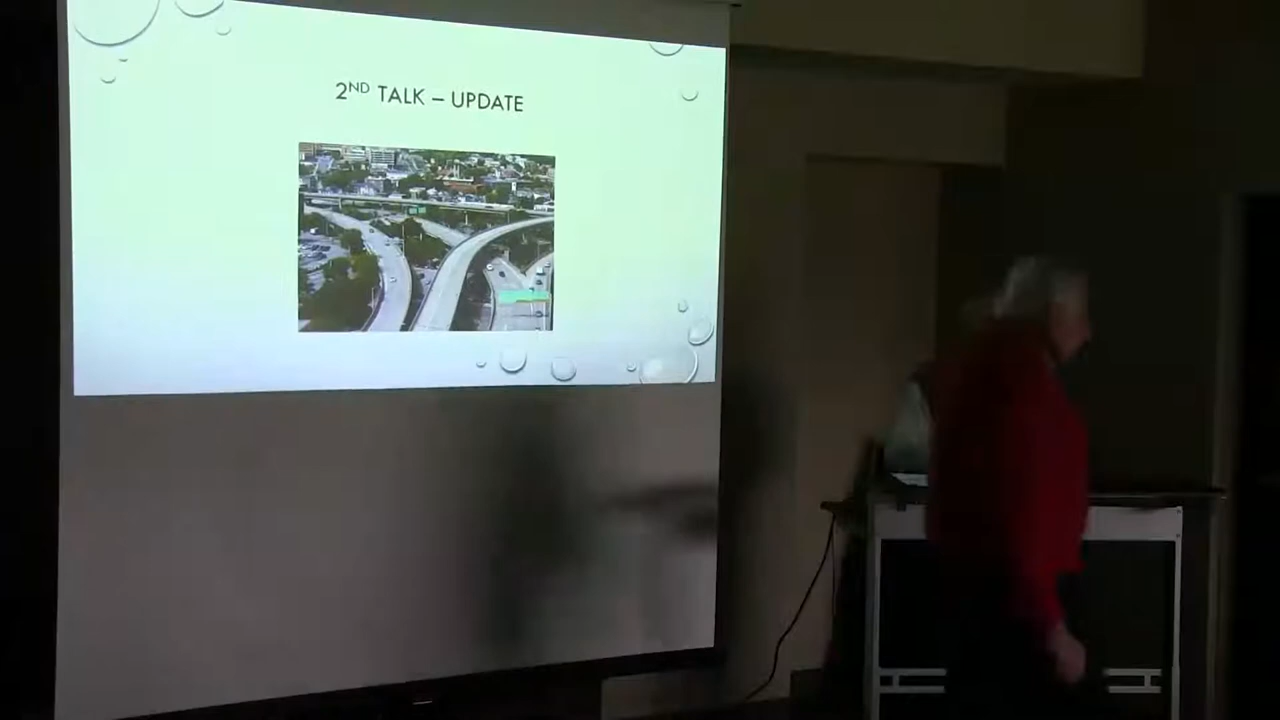 2ND TALK – UPDATE